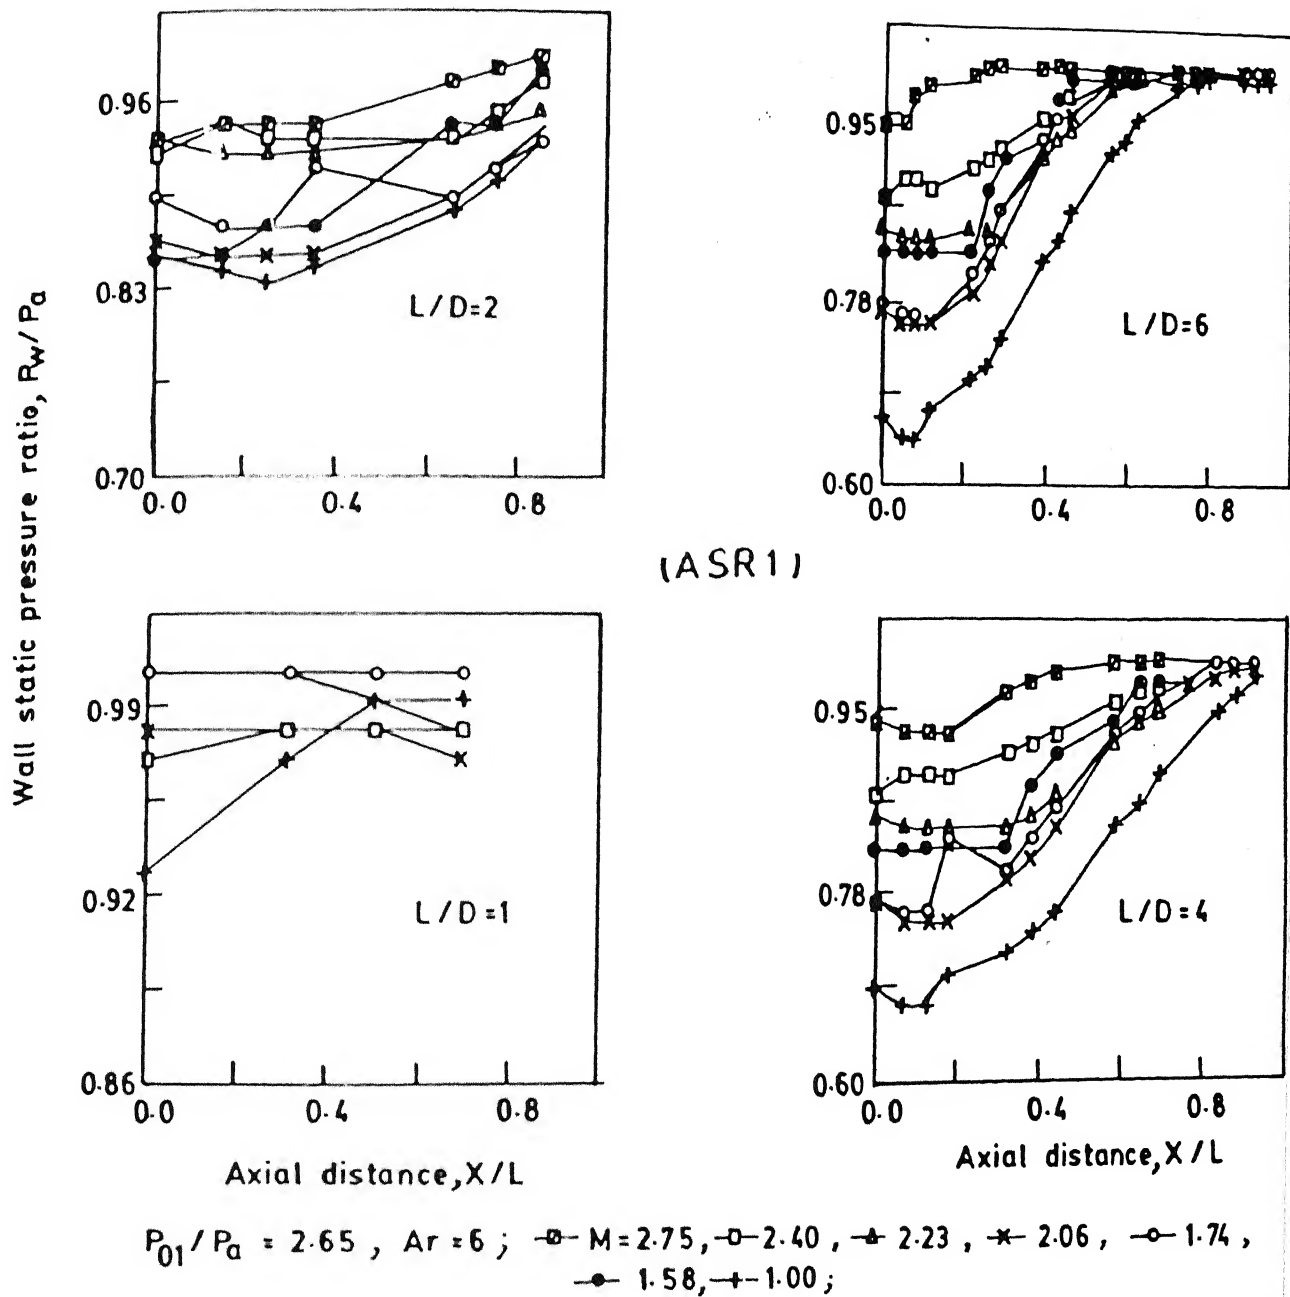 Wall static pressure ratio, Rw/Pa
0.96
0.83
0.70
0.0 0.4 0.8
L/D=2
0.95
0.78
0.60
0.0 0.4 0.8
L/D=6
(ASR1)
0.99
0.92
0.86
0.0 0.4 0.8
L/D=1
Axial distance,X/L
0.95
0.78
0.60
0.0 0.4 0.8
L/D=4
Axial distance,X/L
P01/Pa = 2.65, Ar=6; M=2.75, 2.40, 2.23, 2.06, 1.74,
1.58, 1.00;